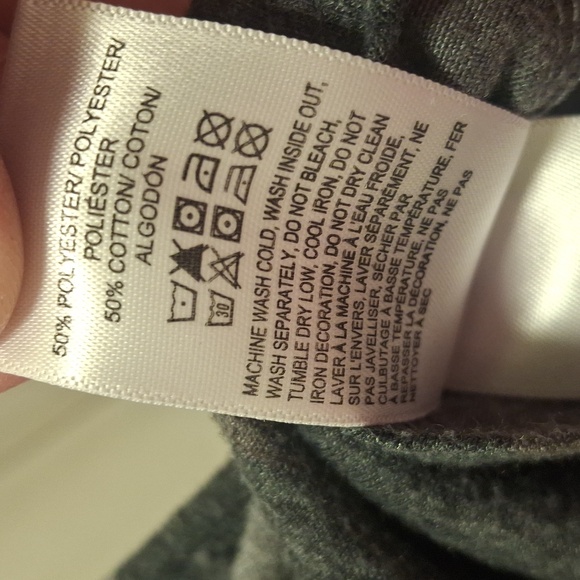 50% POLYESTER/ POLYESTER/
POLIÉSTER
50% COTTON/ COTON/
ALGODÓN
30
MACHINE WASH COLD, WASH INSIDE OUT,
WASH SEPARATELY, DO NOT BLEACH,
TUMBLE DRY LOW, COOL IRON, DO NOT
IRON DECORATION, DO NOT DRY CLEAN
LAVER À LA MACHINE À L'EAU FROIDE,
SUR L'ENVERS, LAVER SÉPARÉMENT, NE
PAS JAVELLISER, SÉCHER PAR
CULBUTAGE À BASSE TEMPÉRATURE, FER
À BASSE TEMPÉRATURE, NE PAS
REPASSER LA DÉCORATION, NE PAS
NETTOYER À SEC